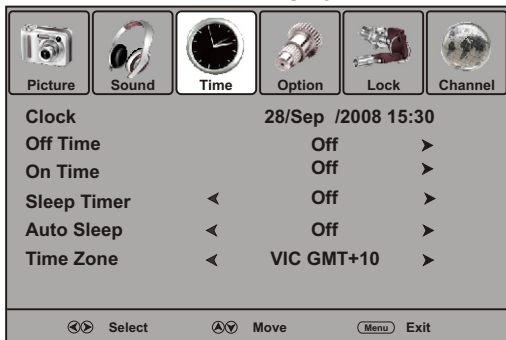 Picture Sound Time Option Lock Channel
Clock 28/Sep /2008 15:30
Off Time Off
On Time Off
Sleep Timer Off
Auto Sleep Off
Time Zone VIC GMT+10
Select Move Menu Exit